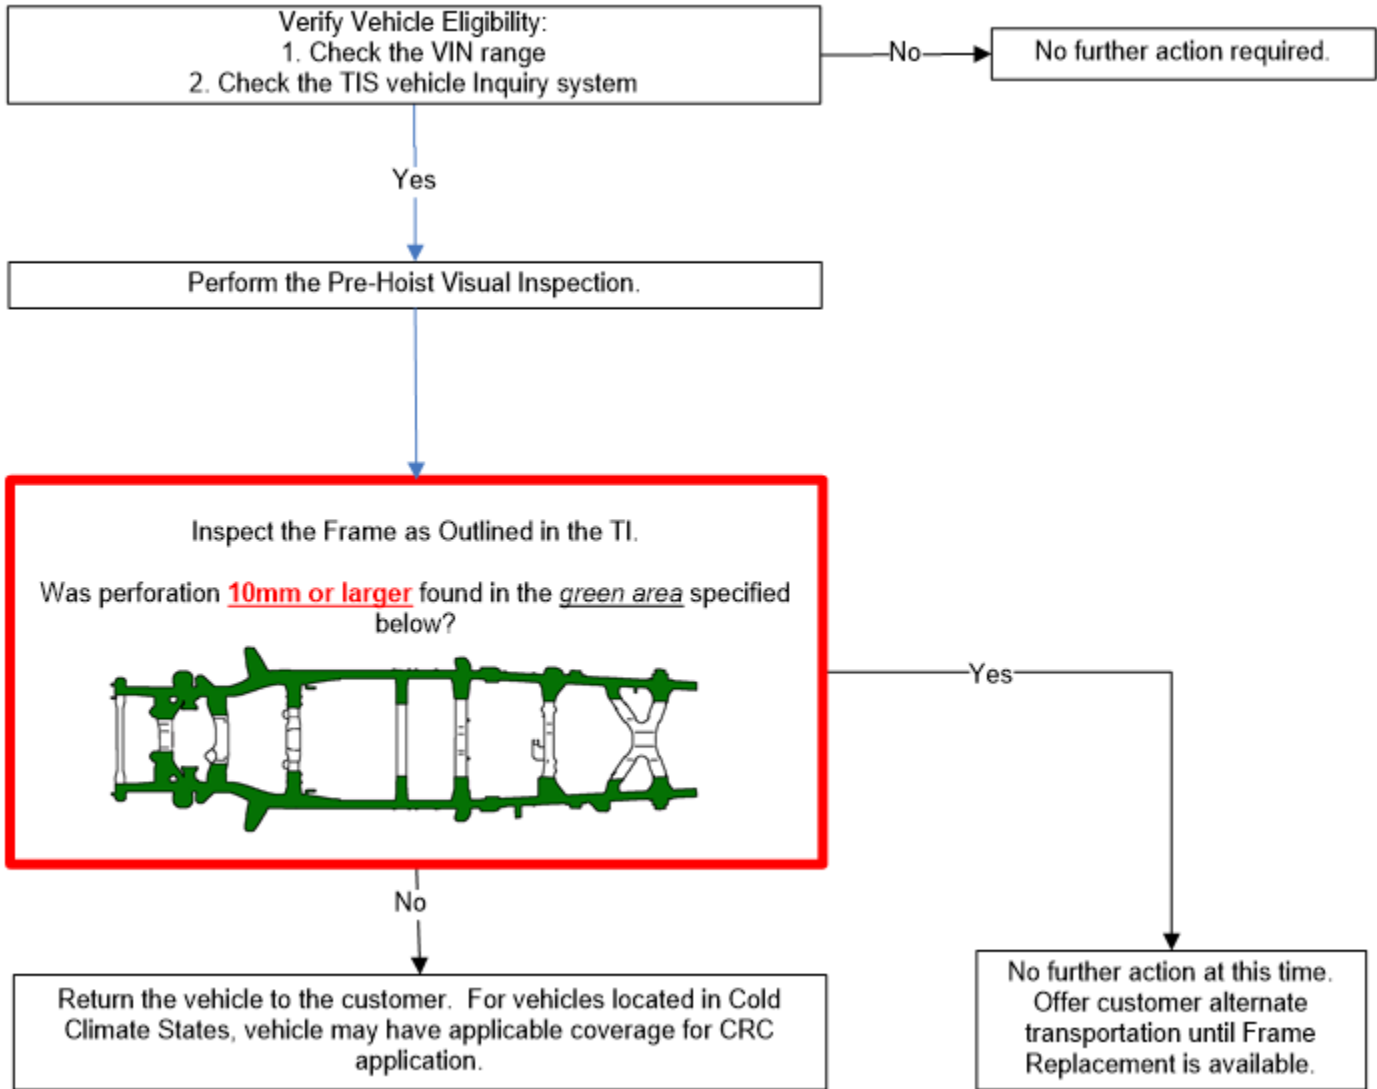 Verify Vehicle Eligibility:
1. Check the VIN range
2. Check the TIS vehicle Inquiry system
No
No further action required.
Yes
Perform the Pre-Hoist Visual Inspection.
Inspect the Frame as Outlined in the TI.
Was perforation 10mm or larger found in the green area specified
below?
Yes
No
Return the vehicle to the customer. For vehicles located in Cold
Climate States, vehicle may have applicable coverage for CRC
application.
No further action at this time.
Offer customer alternate
transportation until Frame
Replacement is available.